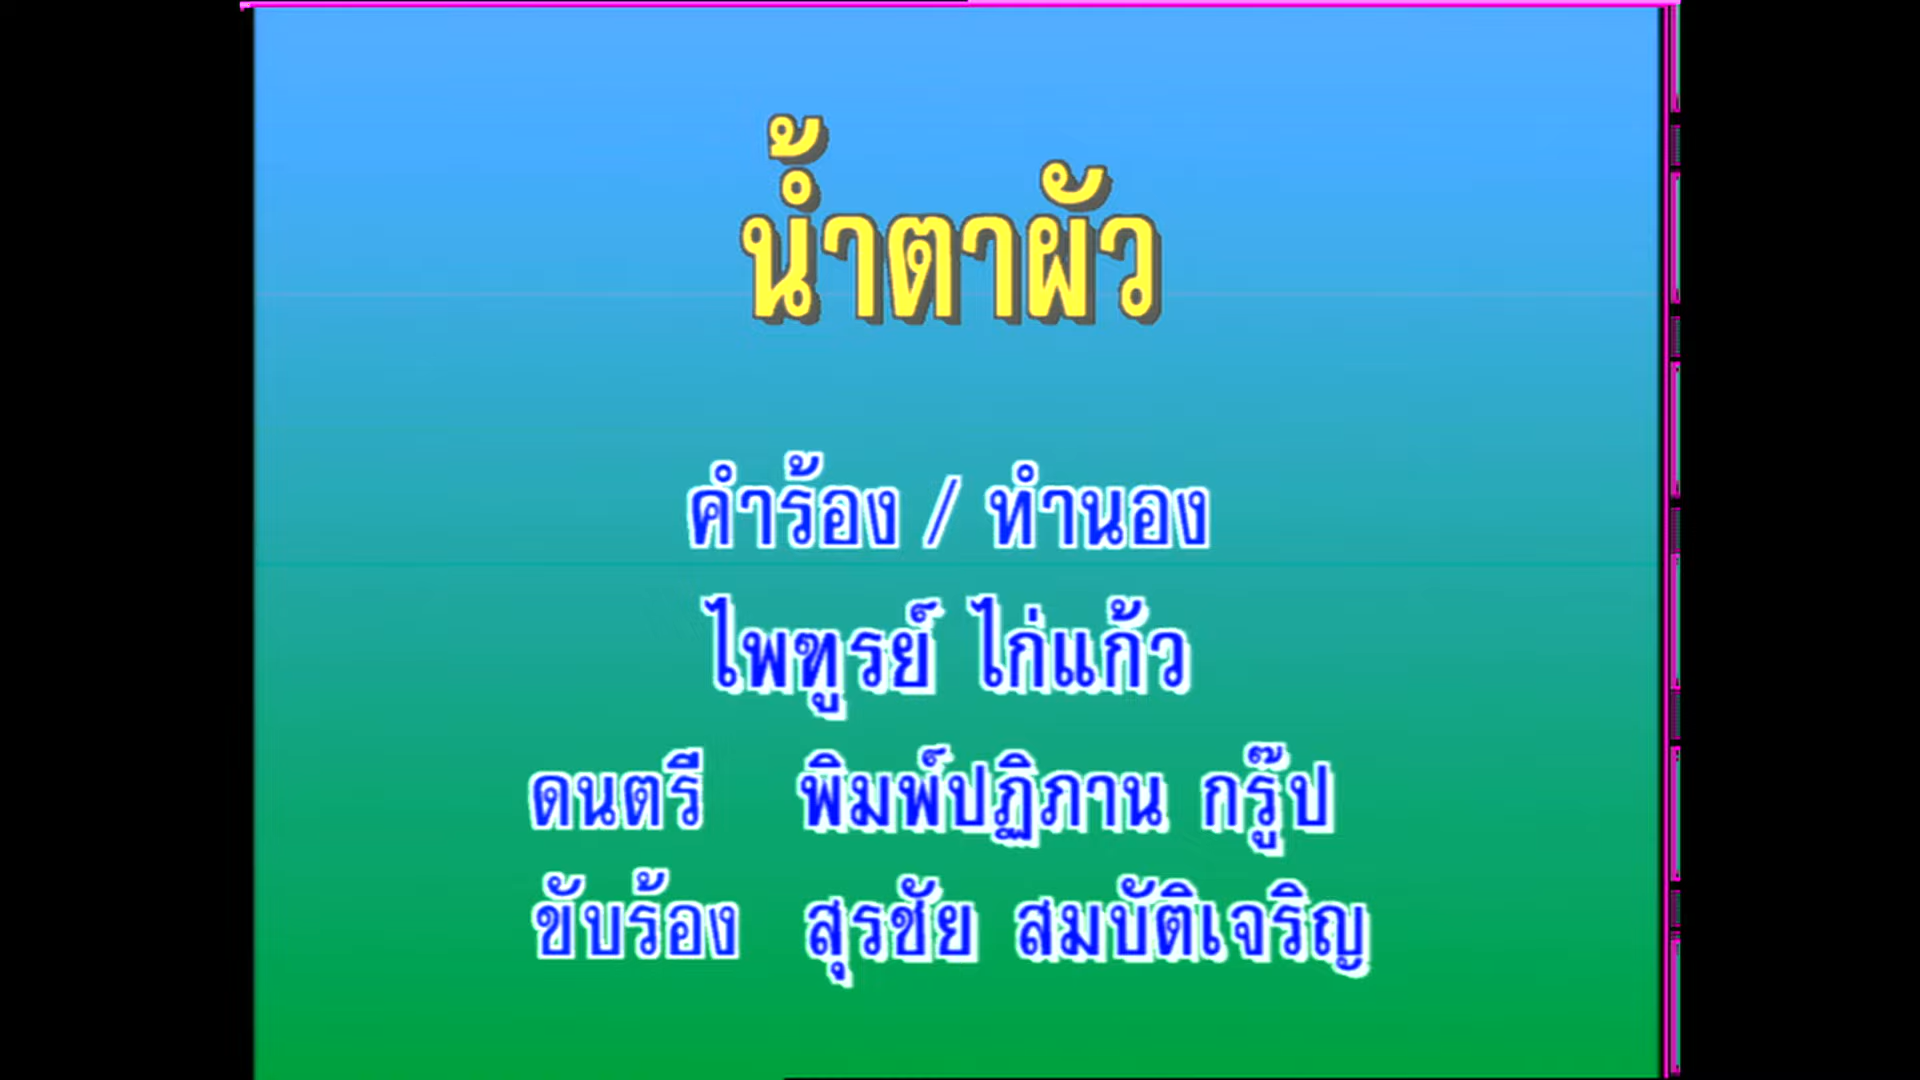 น้ำตาผัว
คำร้อง / ทำนอง
ไพฑูรย์ ไก่แก้ว
ดนตรี พิมพ์ปฏิภาน กรุ๊ป
ขับร้อง สุรชัย สมบัติเจริญ